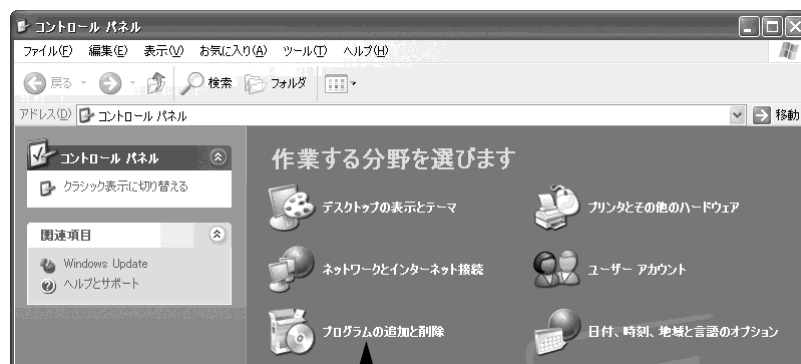 コントロール パネル
ファイル(F) 編集(E) 表示(V) お気に入り(A) ツール(T) ヘルプ(H)
戻る 検索 フォルダ
アドレス(D) コントロール パネル 移動
コントロール パネル
クラシック表示に切り替える
関連項目
Windows Update
ヘルプとサポート
作業する分野を選びます
デスクトップの表示とテーマ
プリンタとその他のハードウェア
ネットワークとインターネット接続
ユーザー アカウント
プログラムの追加と削除
日付、時刻、地域と言語のオプション